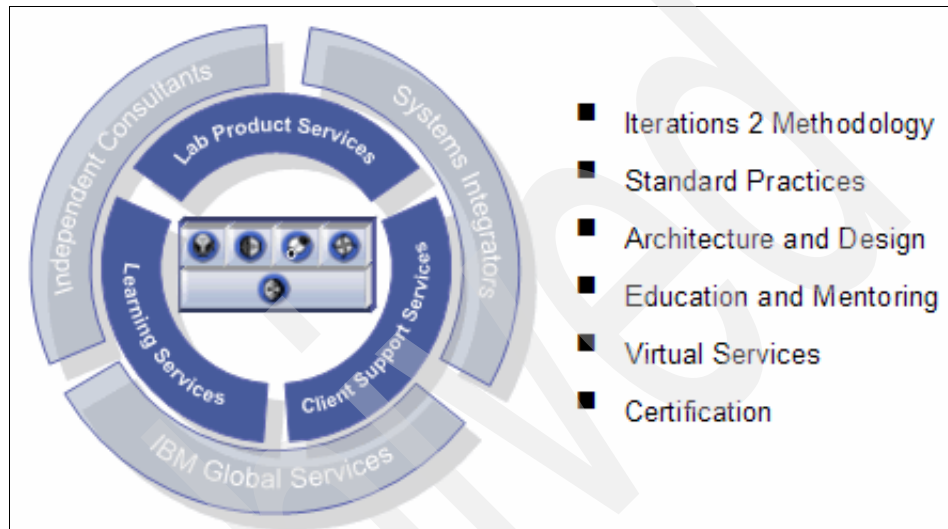 Independent Consultants
Systems Integrators
Lab Product Services
Learning Services
Client Support Services
IBM Global Services
Iterations 2 Methodology
Standard Practices
Architecture and Design
Education and Mentoring
Virtual Services
Certification